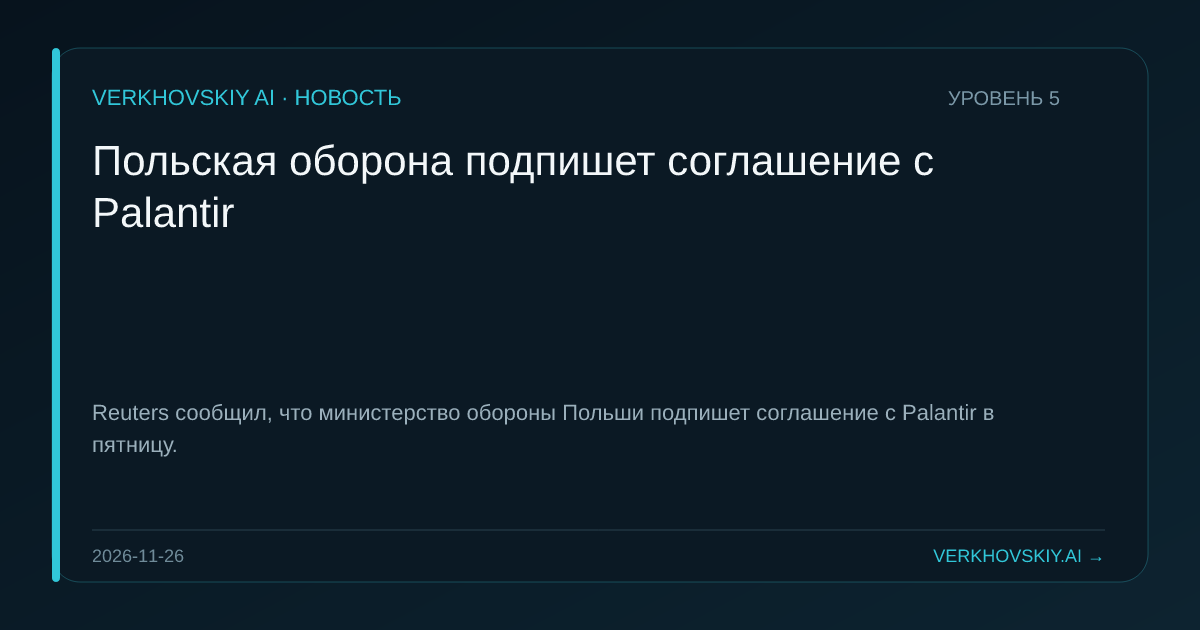 VERKHOVSKIY AI · НОВОСТЬ
УРОВЕНЬ 5
Польская оборона подпишет соглашение с
Palantir
Reuters сообщил, что министерство обороны Польши подпишет соглашение с Palantir в
пятницу.
2026-11-26
VERKHOVSKIY.AI →